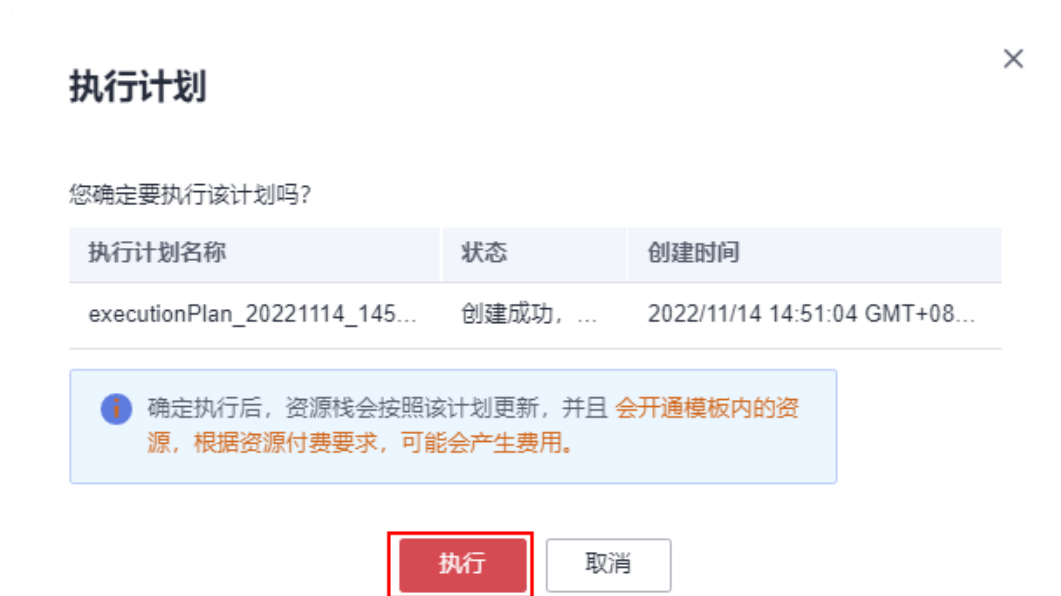 执行计划
您确定要执行该计划吗?
执行计划名称 状态 创建时间
executionPlan_20221114_145... 创建成功, ... 2022/11/14 14:51:04 GMT+08...
确定执行后，资源栈会按照该计划更新，并且 会开通模板内的资
源，根据资源付费要求，可能会产生费用。
执行 取消